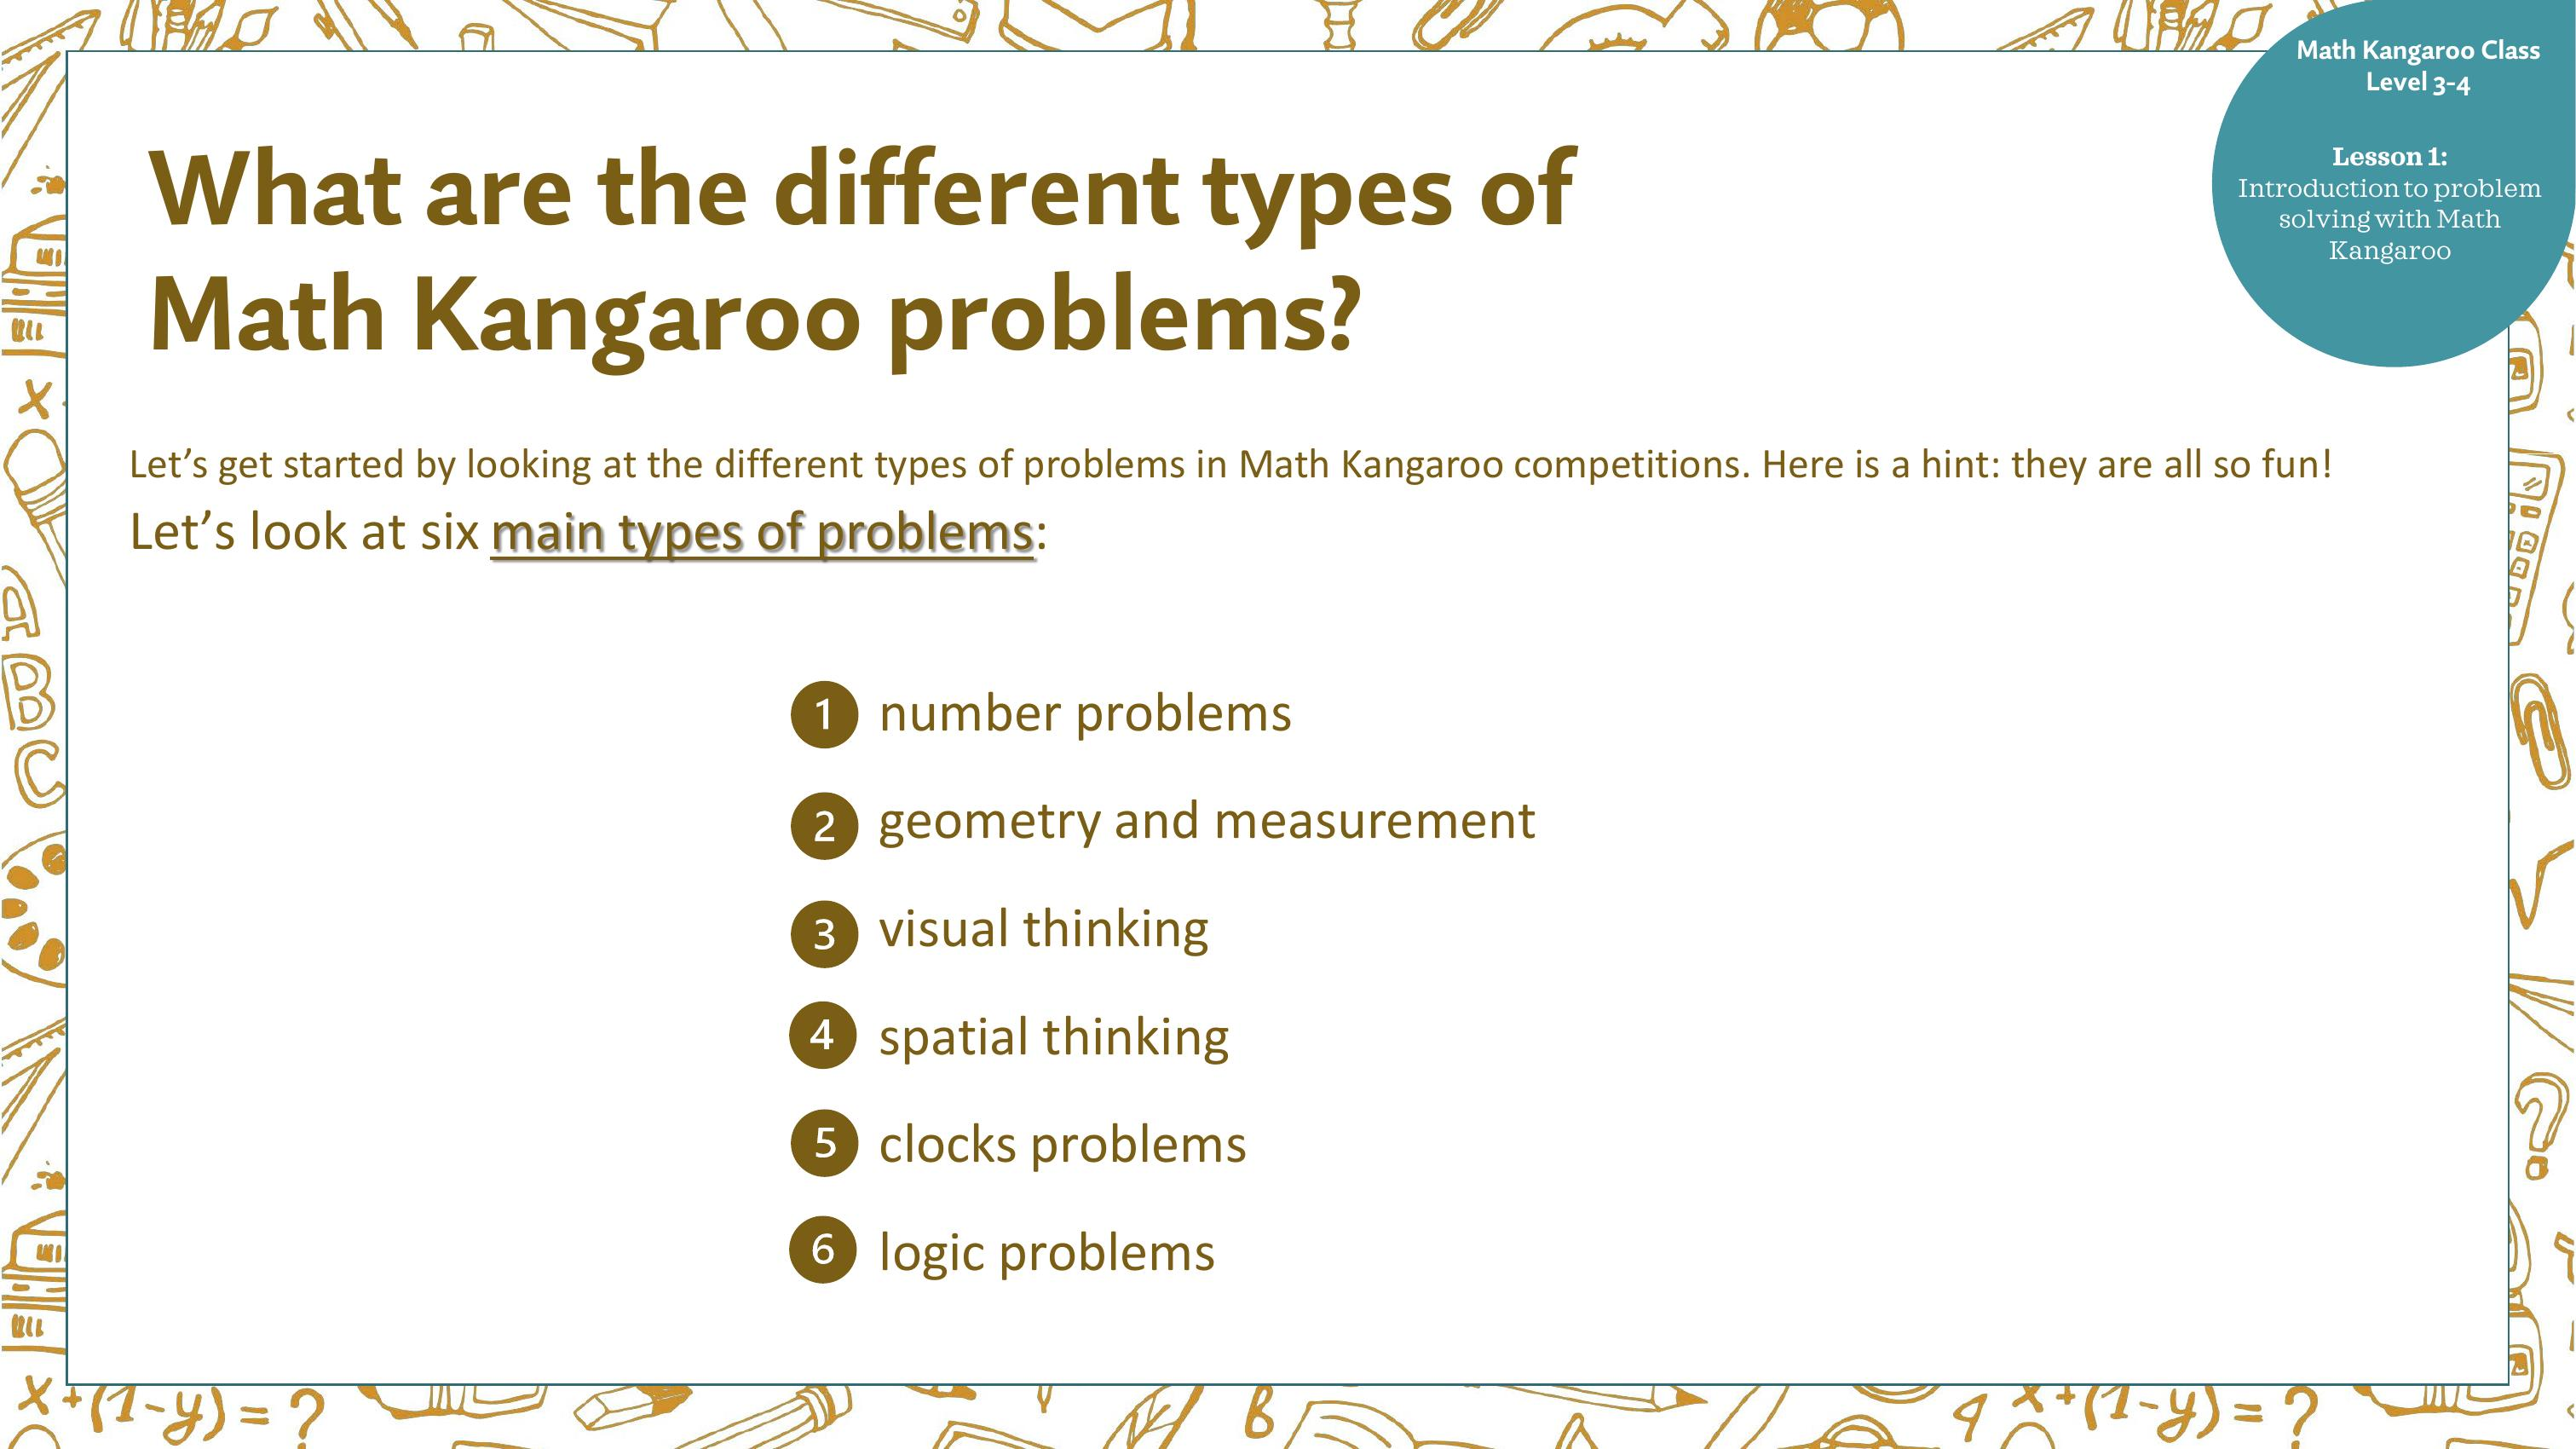 Math Kangaroo Class
Level 3-4
Lesson 1:
Introduction to problem
solving with Math
Kangaroo
What are the different types of
Math Kangaroo problems?
Let’s get started by looking at the different types of problems in Math Kangaroo competitions. Here is a hint: they are all so fun!
Let’s look at six main types of problems:
1 number problems
2 geometry and measurement
3 visual thinking
4 spatial thinking
5 clocks problems
6 logic problems
A
B
C
x+(1-y)=?
B
4
x+(1-y)=?